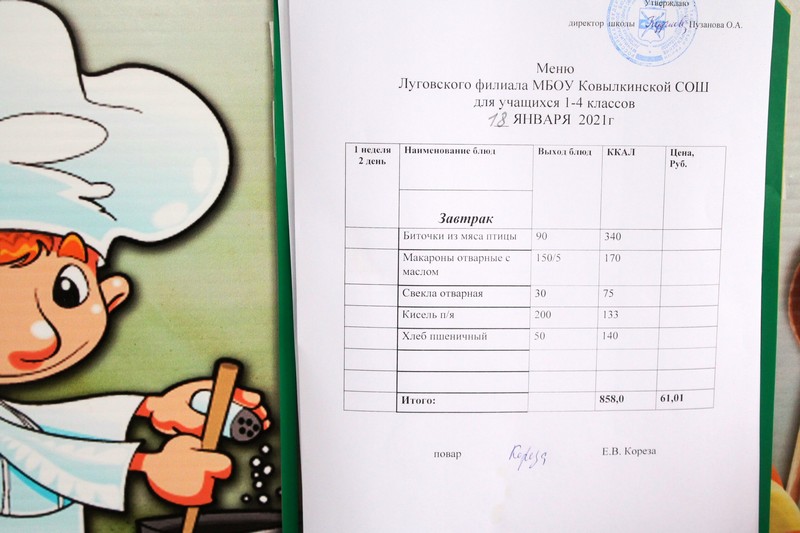 Утверждаю :
директор школы Пузанова О.А.
Меню
Луговского филиала МБОУ Ковылкинской СОШ
для учащихся 1-4 классов
18 ЯНВАРЯ 2021г
1 неделя 2 день Наименование блюд Выход блюд ККАЛ Цена, Руб.
Завтрак
Биточки из мяса птицы 90 340
Макароны отварные с маслом 150/5 170
Свекла отварная 30 75
Кисель п/я 200 133
Хлеб пшеничный 50 140
Итого: 858,0 61,01
повар Кореза Е.В. Кореза